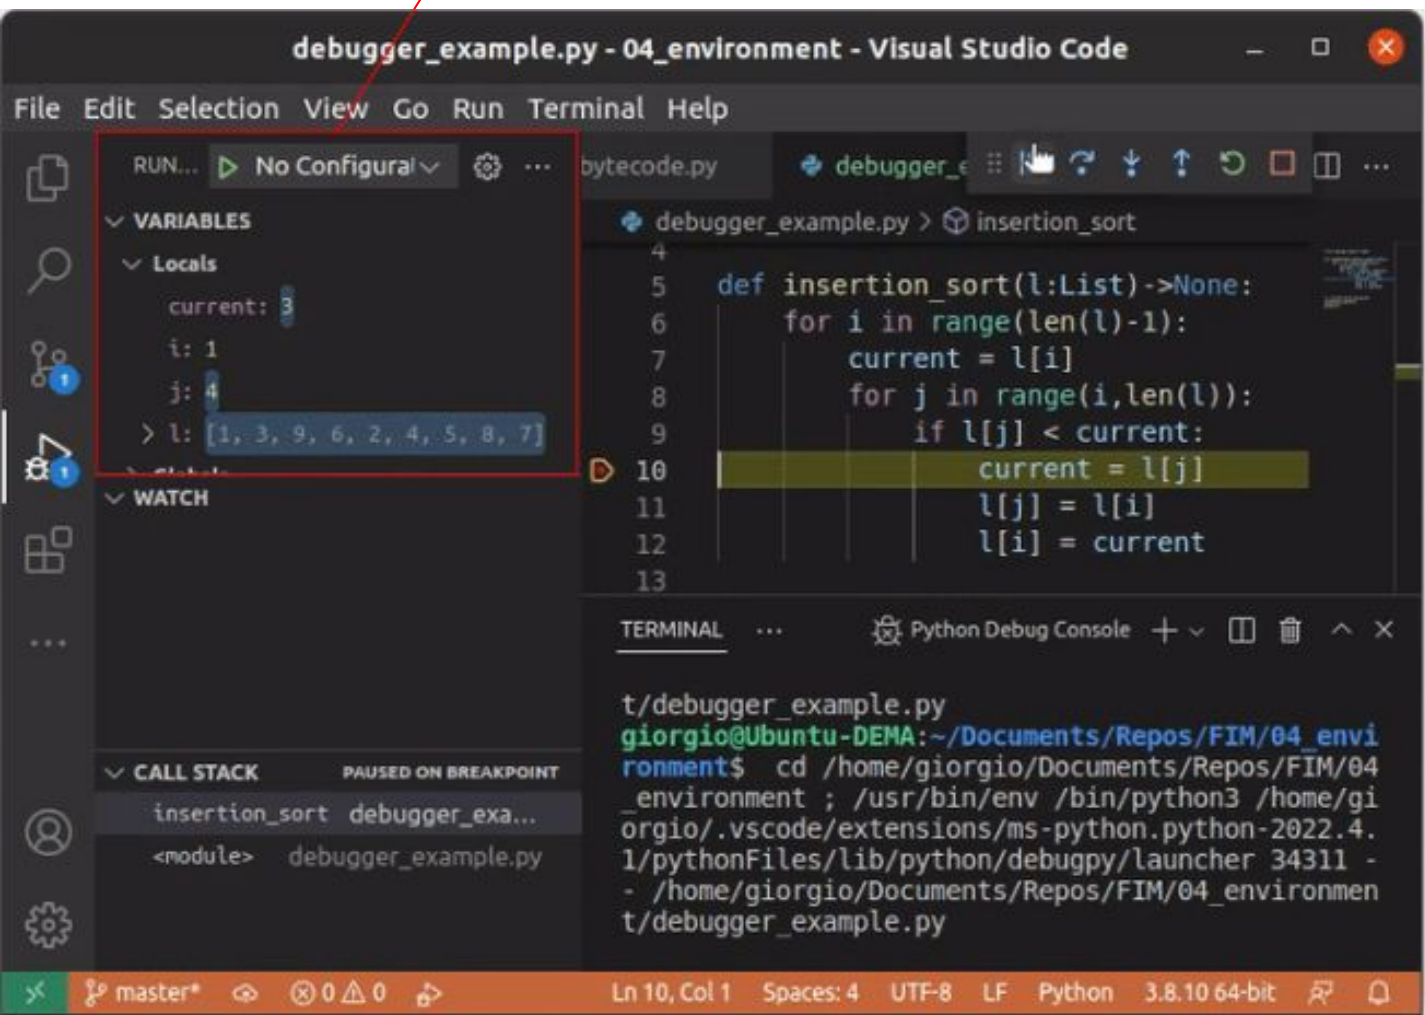 debugger_example.py - 04_environment - Visual Studio Code
File Edit Selection View Go Run Terminal Help
RUN... No Configurat
VARIABLES
Locals
current: 3
i: 1
j: 4
l: [1, 3, 9, 6, 2, 4, 5, 8, 7]
Globals
WATCH
CALL STACK PAUSED ON BREAKPOINT
insertion_sort debugger_exa...
<module> debugger_example.py
bytecode.py debugger_e
debugger_example.py > insertion_sort
4
5 def insertion_sort(l:List)->None:
6 for i in range(len(l)-1):
7 current = l[i]
8 for j in range(i,len(l)):
9 if l[j] < current:
10 current = l[j]
11 l[j] = l[i]
12 l[i] = current
13
TERMINAL ... Python Debug Console
t/debugger_example.py
giorgio@Ubuntu-DEMA:~/Documents/Repos/FIM/04_envi
ronment$ cd /home/giorgio/Documents/Repos/FIM/04
_environment ; /usr/bin/env /bin/python3 /home/gi
orgio/.vscode/extensions/ms-python.python-2022.4.
1/pythonFiles/lib/python/debugpy/launcher 34311 -
- /home/giorgio/Documents/Repos/FIM/04_environmen
t/debugger_example.py
1
1
master* 0 0 Ln 10, Col 1 Spaces: 4 UTF-8 LF Python 3.8.10 64-bit